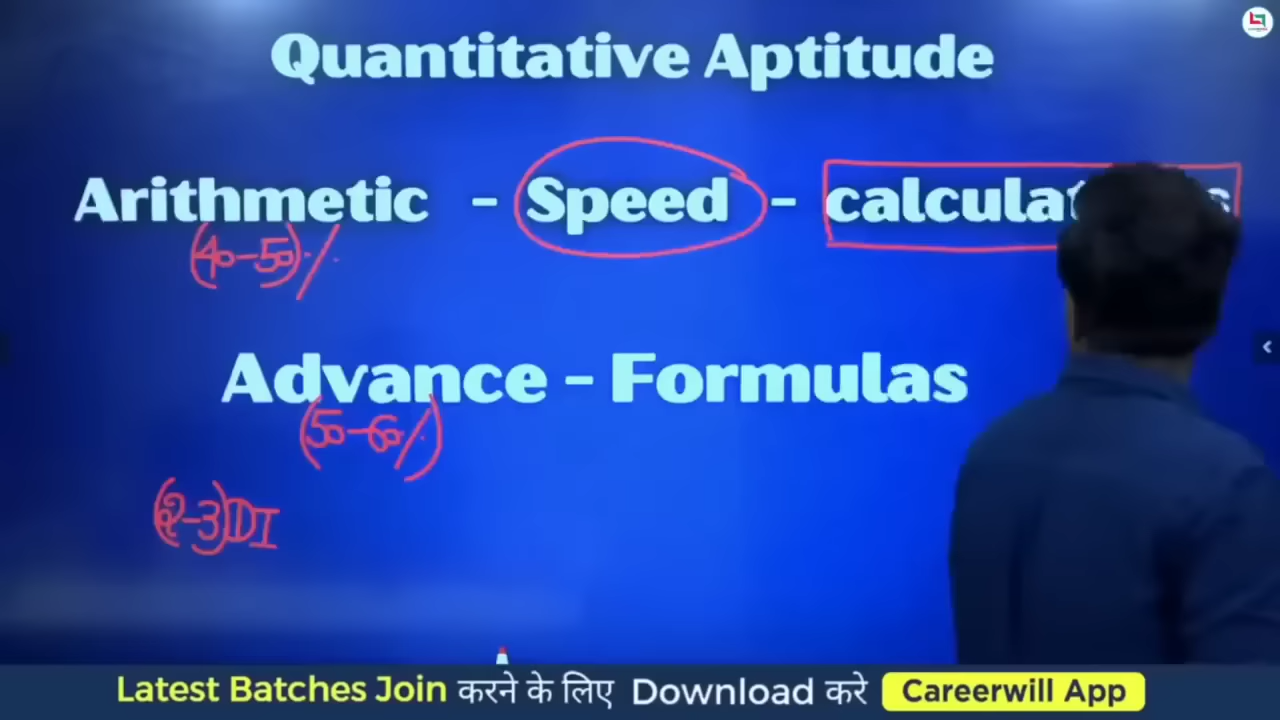 Quantitative Aptitude
Arithmetic - Speed - calculat
(40-50)%
Advance - Formulas
(50-60%)
(2-3)DI
Latest Batches Join करने के लिए Download करे Careerwill App